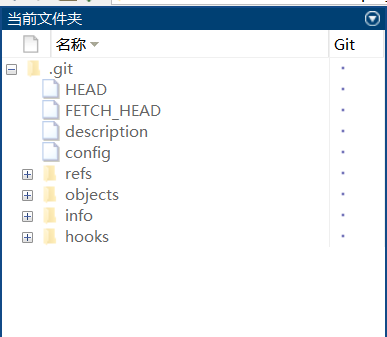 当前文件夹
名称 Git
.git
HEAD
FETCH_HEAD
description
config
refs
objects
info
hooks